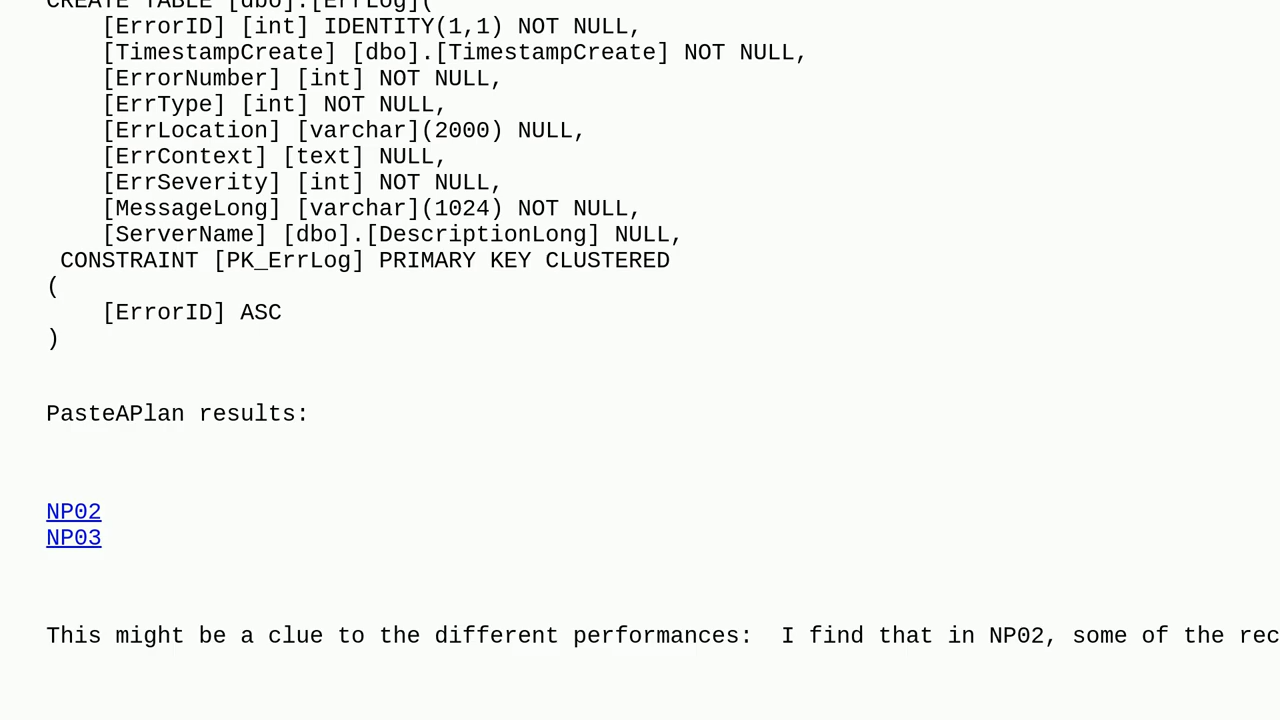 CREATE TABLE [dbo].[ErrLog](
    [ErrorID] [int] IDENTITY(1,1) NOT NULL,
    [TimestampCreate] [dbo].[TimestampCreate] NOT NULL,
    [ErrorNumber] [int] NOT NULL,
    [ErrType] [int] NOT NULL,
    [ErrLocation] [varchar](2000) NULL,
    [ErrContext] [text] NULL,
    [ErrSeverity] [int] NOT NULL,
    [MessageLong] [varchar](1024) NOT NULL,
    [ServerName] [dbo].[DescriptionLong] NULL,
 CONSTRAINT [PK_ErrLog] PRIMARY KEY CLUSTERED
(
    [ErrorID] ASC
)
PasteAPlan results:
NP02
NP03
This might be a clue to the different performances:  I find that in NP02, some of the rec